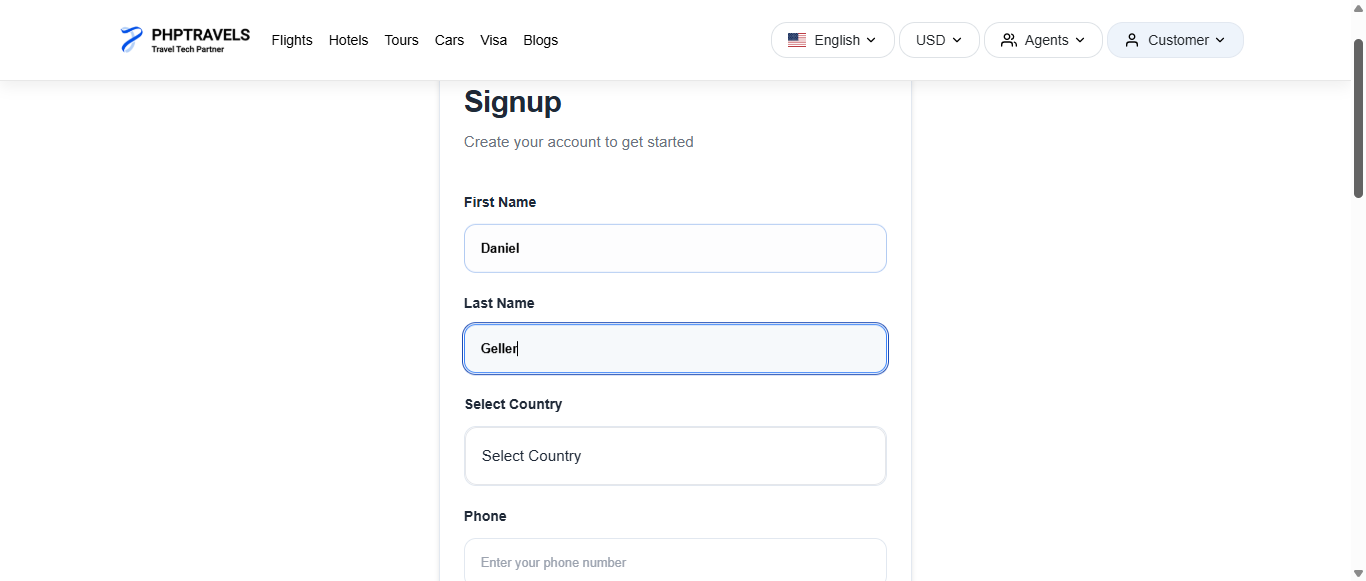 PHPTRAVELS
Travel Tech Partner
Flights Hotels Tours Cars Visa Blogs
English USD Agents Customer
Signup
Create your account to get started
First Name
Daniel
Last Name
Geller
Select Country
Select Country
Phone
Enter your phone number